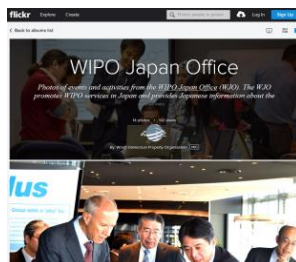 flickr Explore Create Log In Sign Up
Back to albums list
WIPO Japan Office
Photos of events and activities from the WIPO Japan Office (WJO). The WJO
promotes WIPO services in Japan and provides Japanese information about the
By: World Intellectual Property Organization
lus